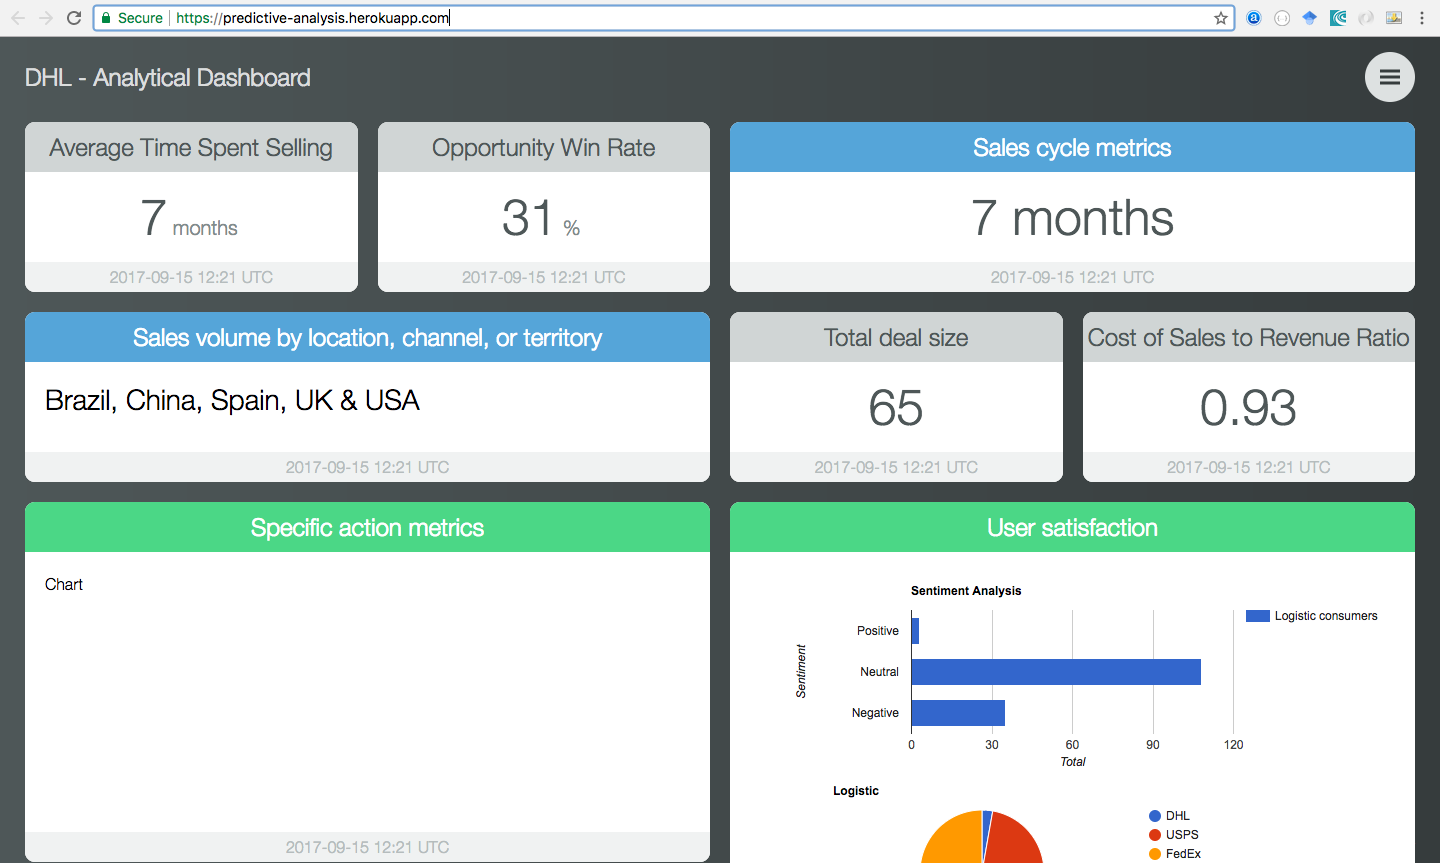 Secure https://predictive-analysis.herokuapp.com
DHL - Analytical Dashboard
Average Time Spent Selling
7 months
2017-09-15 12:21 UTC
Opportunity Win Rate
31 %
2017-09-15 12:21 UTC
Sales cycle metrics
7 months
2017-09-15 12:21 UTC
Sales volume by location, channel, or territory
Brazil, China, Spain, UK & USA
2017-09-15 12:21 UTC
Total deal size
65
2017-09-15 12:21 UTC
Cost of Sales to Revenue Ratio
0.93
2017-09-15 12:21 UTC
Specific action metrics
Chart
2017-09-15 12:21 UTC
User satisfaction
Sentiment Analysis
Logistic consumers
Sentiment
Positive
Neutral
Negative
0 30 60 90 120
Total
Logistic
DHL
USPS
FedEx